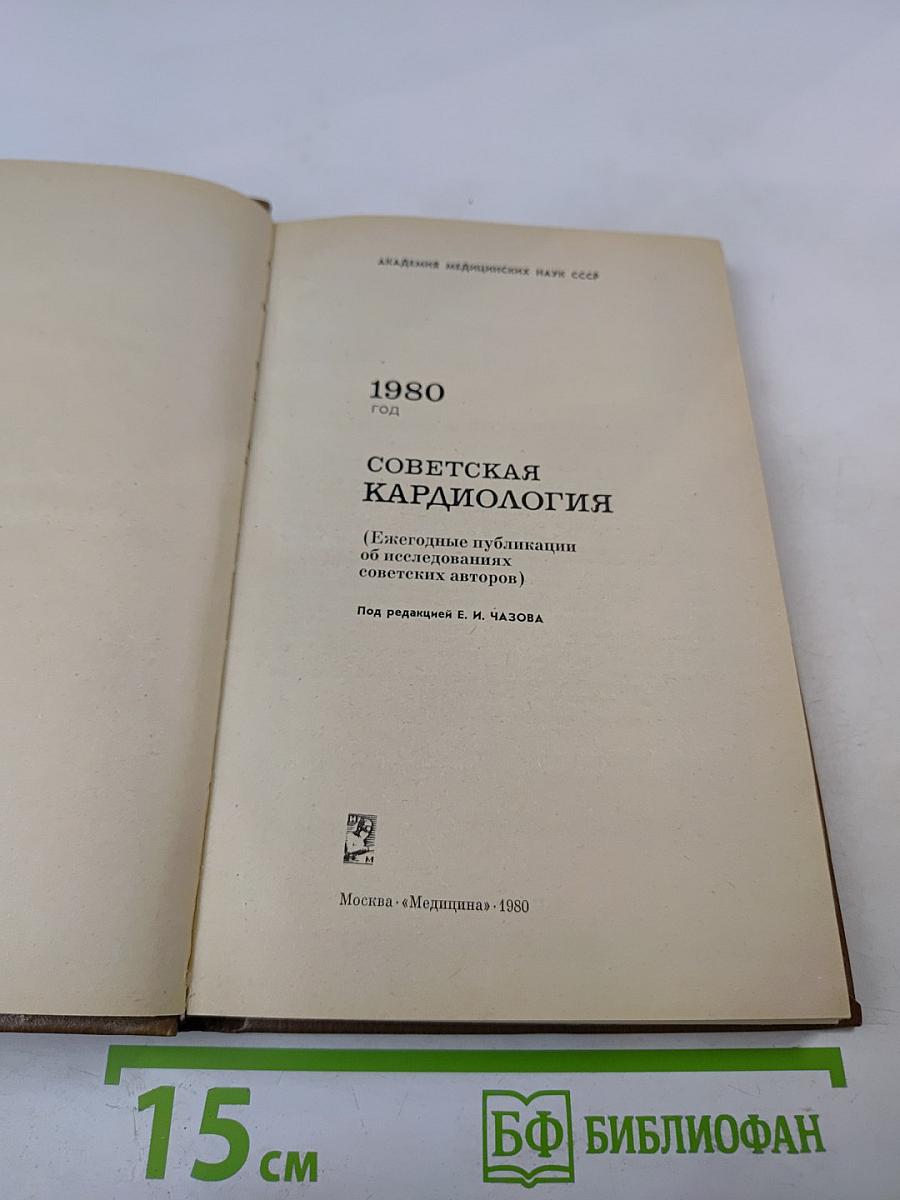 АКАДЕМИЯ МЕДИЦИНСКИХ НАУК СССР
1980
ГОД
СОВЕТСКАЯ
КАРДИОЛОГИЯ
(Ежегодные публикации
об исследованиях
советских авторов)
Под редакцией Е. И. ЧАЗОВА
М
Москва · «Медицина» · 1980
15 см
БФ БИБЛИОФАН